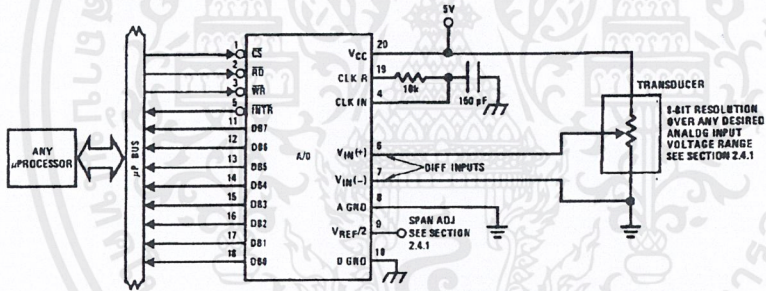 5V
1 CS VCC 20
2 RD CLK R 19 10k
3 WR CLK IN 4 150 pF
5 INTR
TRANSDUCER
8-BIT RESOLUTION
OVER ANY DESIRED
ANALOG INPUT
VOLTAGE RANGE
SEE SECTION 2.4.1
ANY
µPROCESSOR
µP BUS
A/D
11 DB7
12 DB6
13 DB5
14 DB4
15 DB3
16 DB2
17 DB1
18 DB0
VIN(+) 6
DIFF INPUTS
VIN(–) 7
A GND 8
VREF/2 9
SPAN ADJ
SEE SECTION
2.4.1
D GND 10